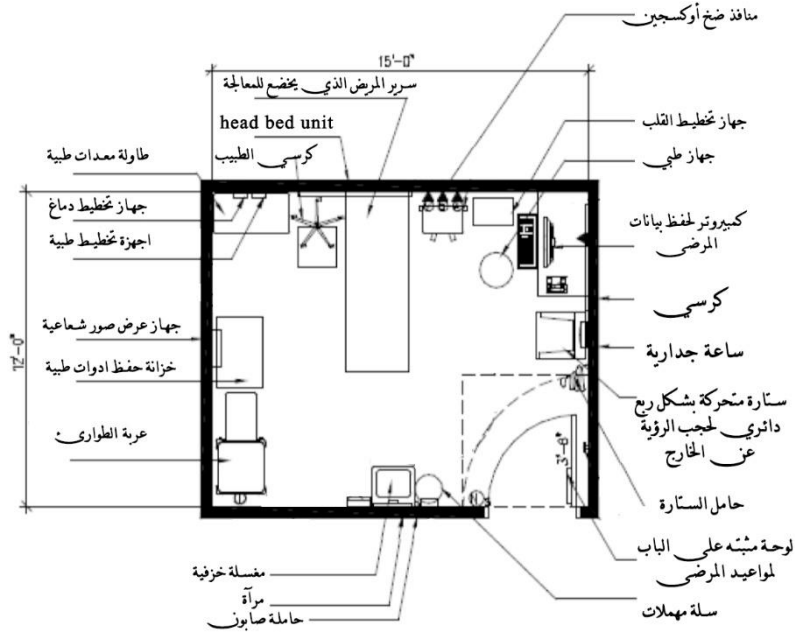 منافذ ضخ أوكسجين
15'-0"
سرير المريض الذي يخضع للمعالجة
head bed unit
كرسي الطبيب
جهاز تخطيط القلب
جهاز طبي
طاولة معدات طبية
جهاز تخطيط دماغ
اجهزة تخطيط طبية
كمبيروتر لحفظ بيانات
المرضى
كرسي
جهاز عرض صور شعاعية
خزانة حفظ ادوات طبية
12'-0"
ساعة جدارية
ستارة متحركة بشكل ربع
دائري لحجب الرؤية
عن الخارج
عربة الطوارئ
3'-8"
حامل الستارة
لوحة مثبته على الباب
لمواعيد المرضى
مغسلة خزفية
مرآة
حاملة صابون
سلة مهملات